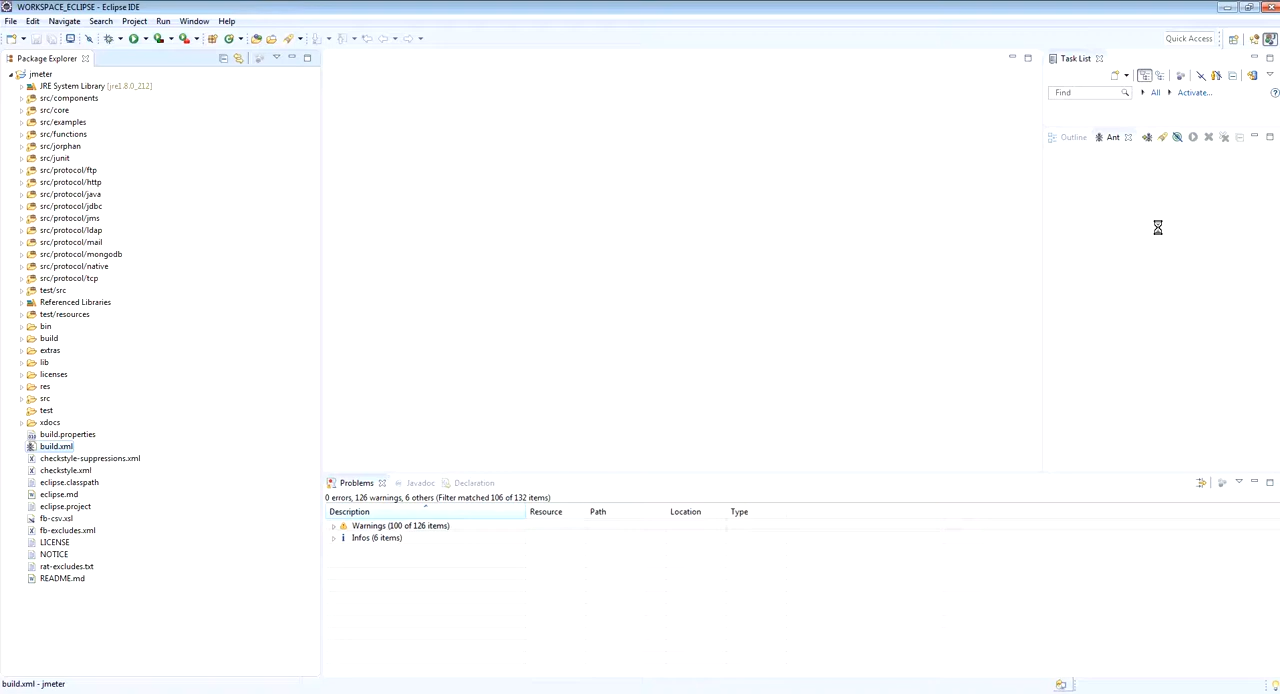 WORKSPACE_ECLIPSE - Eclipse IDE
File Edit Navigate Search Project Run Window Help
Quick Access
Package Explorer
jmeter
JRE System Library [jre1.8.0_212]
src/components
src/core
src/examples
src/functions
src/jorphan
src/junit
src/protocol/ftp
src/protocol/http
src/protocol/java
src/protocol/jdbc
src/protocol/jms
src/protocol/ldap
src/protocol/mail
src/protocol/mongodb
src/protocol/native
src/protocol/tcp
test/src
Referenced Libraries
test/resources
bin
build
extras
lib
licenses
res
src
test
xdocs
build.properties
build.xml
checkstyle-suppressions.xml
checkstyle.xml
eclipse.classpath
eclipse.md
eclipse.project
fb-csv.xsl
fb-excludes.xml
LICENSE
NOTICE
rat-excludes.txt
README.md
Task List
Find All Activate...
Outline Ant
Problems Javadoc Declaration
0 errors, 126 warnings, 6 others (Filter matched 106 of 132 items)
Description Resource Path Location Type
Warnings (100 of 126 items)
Infos (6 items)
build.xml - jmeter